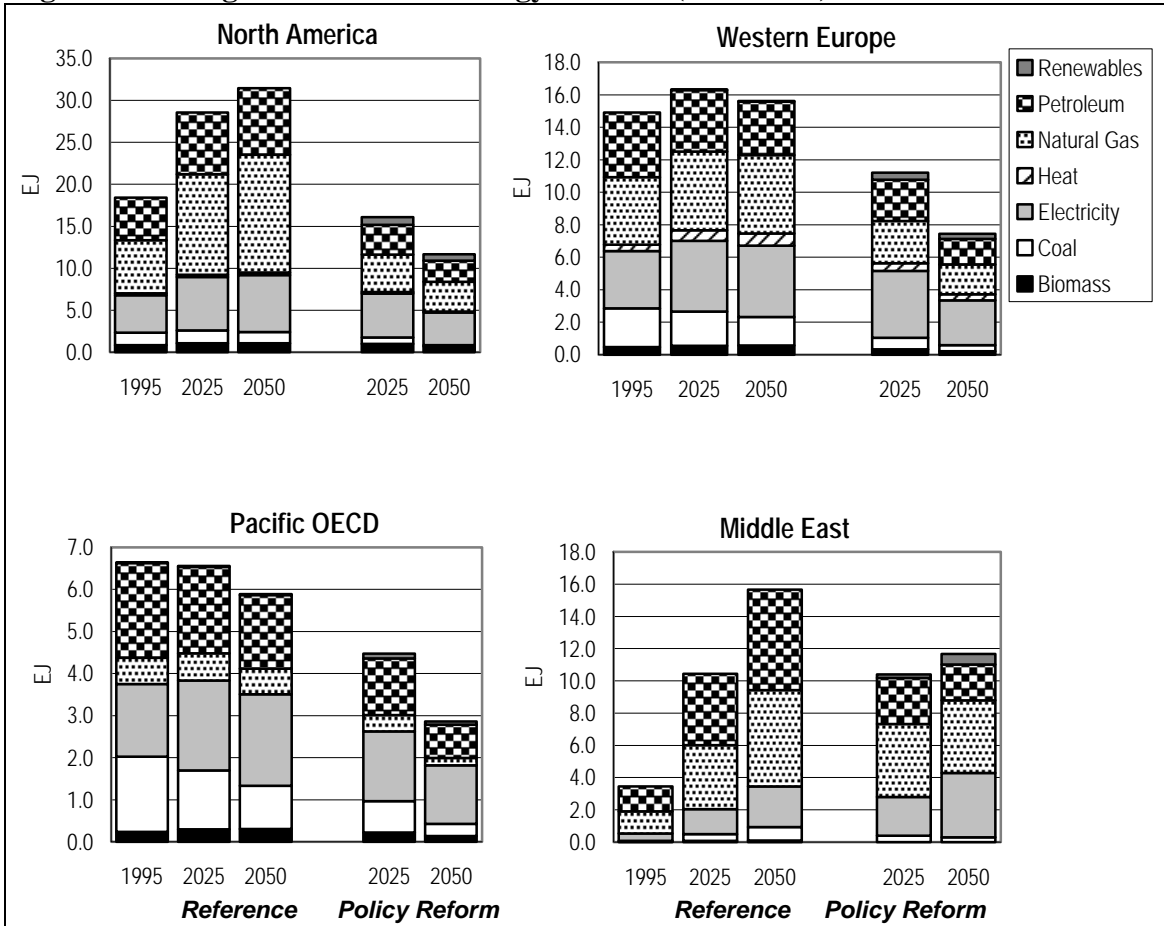 North America
35.0
30.0
25.0
20.0
15.0
10.0
5.0
0.0
EJ
1995 2025 2050 2025 2050
Western Europe
18.0
16.0
14.0
12.0
10.0
8.0
6.0
4.0
2.0
0.0
EJ
1995 2025 2050 2025 2050
Renewables
Petroleum
Natural Gas
Heat
Electricity
Coal
Biomass
Pacific OECD
7.0
6.0
5.0
4.0
3.0
2.0
1.0
0.0
EJ
1995 2025 2050 2025 2050
Reference Policy Reform
Middle East
18.0
16.0
14.0
12.0
10.0
8.0
6.0
4.0
2.0
0.0
EJ
1995 2025 2050 2025 2050
Reference Policy Reform